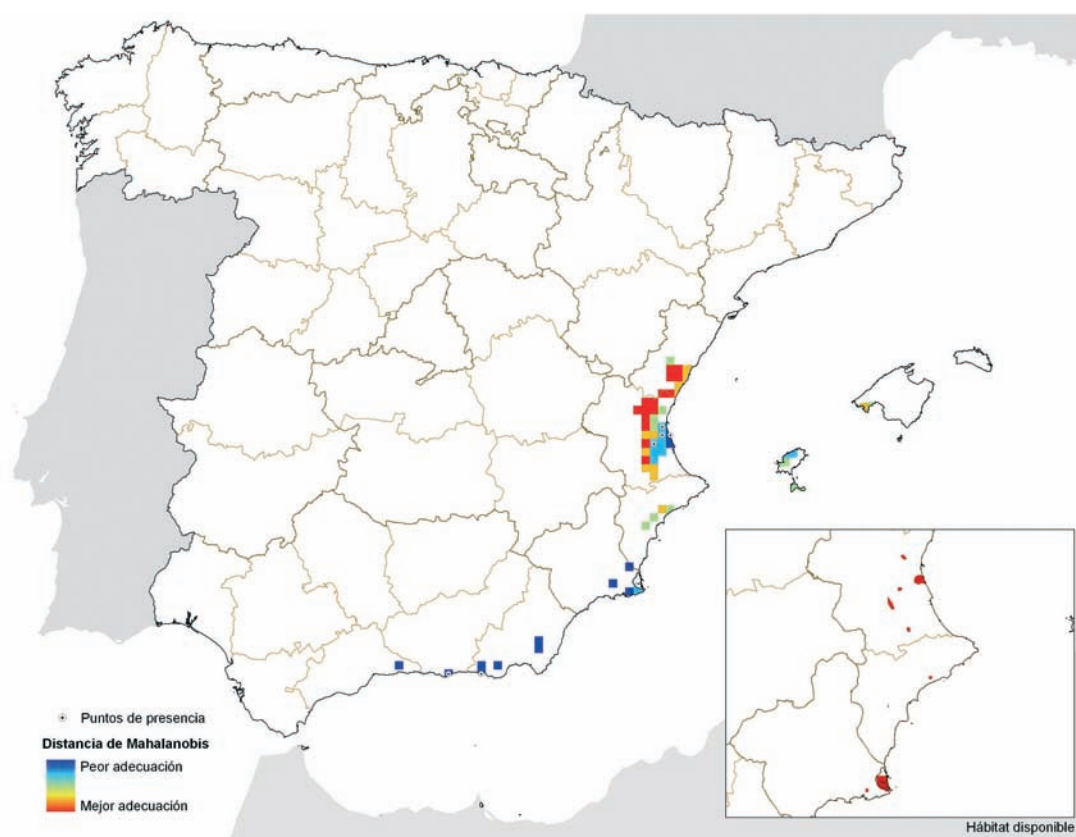 Puntos de presencia
Distancia de Mahalanobis
Peor adecuación
Mejor adecuación
Hábitat disponible